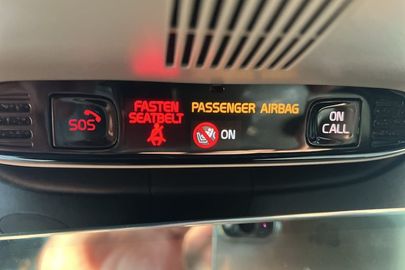 SOS
FASTEN
SEATBELT
PASSENGER AIRBAG
ON
ON
CALL